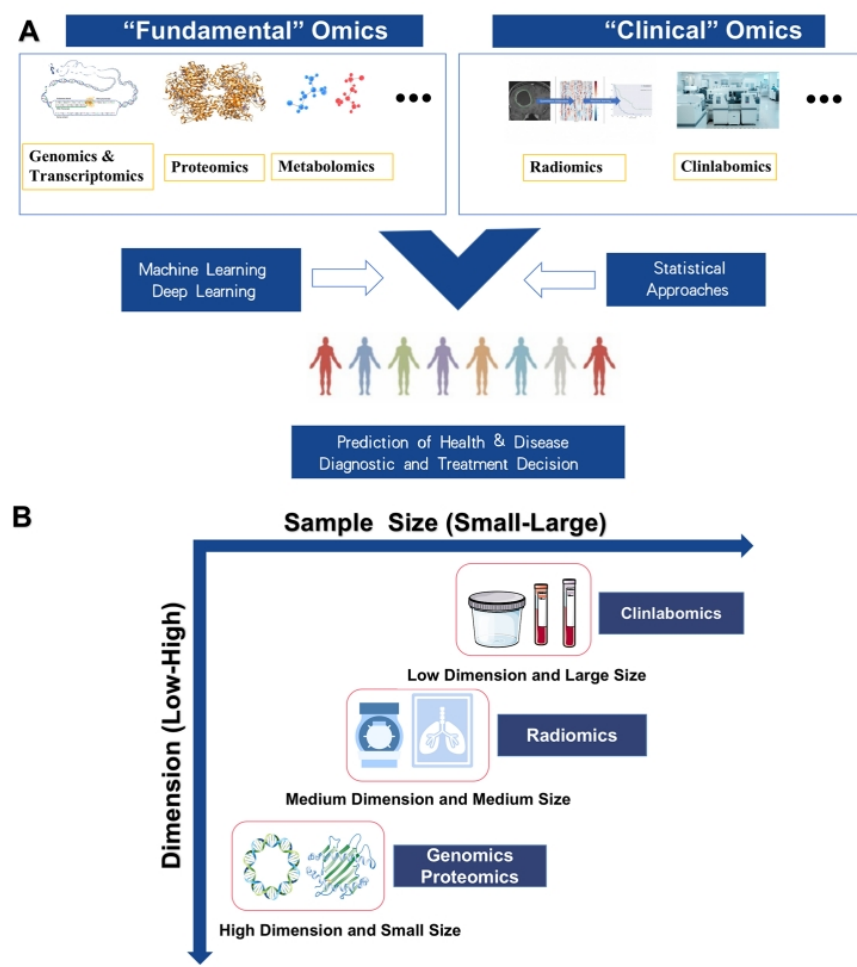 A
“Fundamental” Omics
“Clinical” Omics
Genomics &
Transcriptomics
Proteomics
Metabolomics
Radiomics
Clinlabomics
Machine Learning
Deep Learning
Statistical
Approaches
Prediction of Health & Disease
Diagnostic and Treatment Decision
B
Sample Size (Small-Large)
Dimension (Low-High)
Clinlabomics
Low Dimension and Large Size
Radiomics
Medium Dimension and Medium Size
Genomics
Proteomics
High Dimension and Small Size